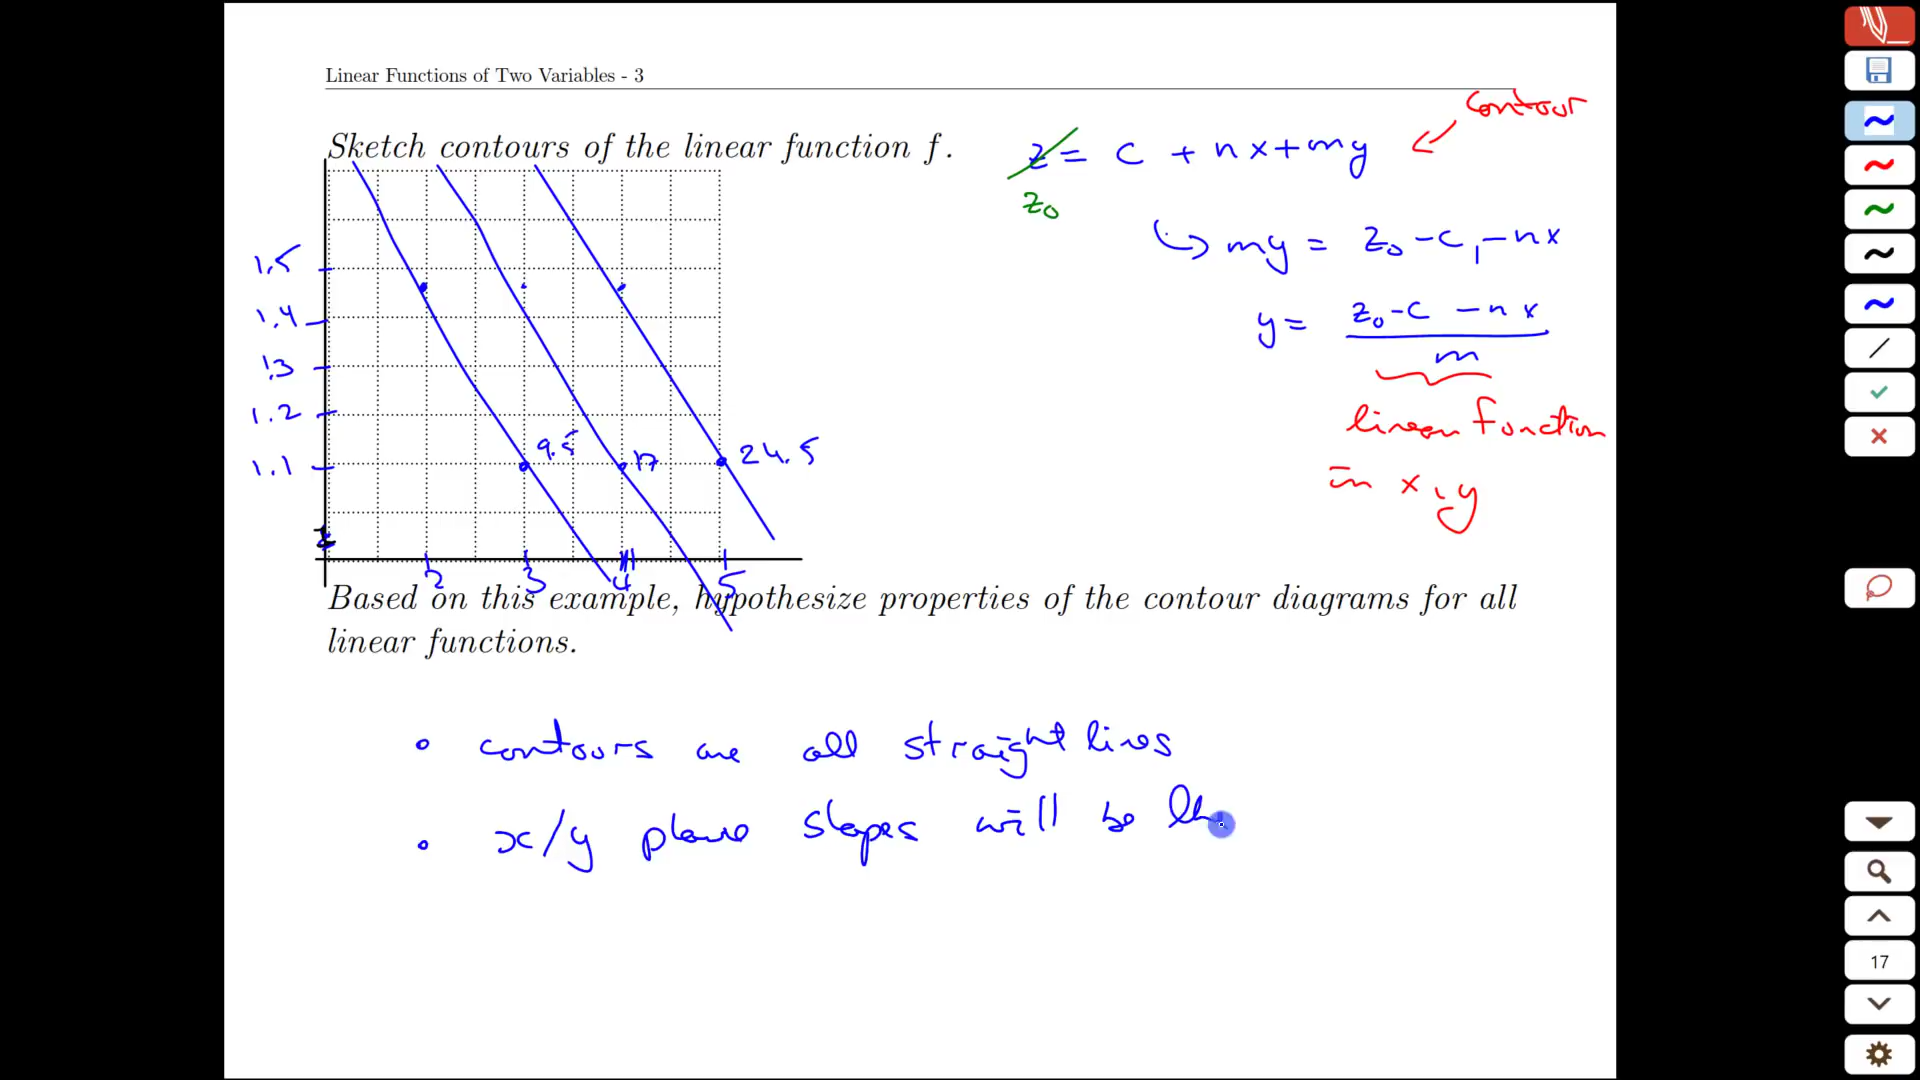 Linear Functions of Two Variables - 3
contour
Sketch contours of the linear function f.
z = c + nx + my
z₀
my = z₀ - c - nx
y = z₀ - c - nx
m
linear function
in x, y
1.5
1.4
1.3
1.2
1.1
9.5
17
24.5
2
3
4
5
Based on this example, hypothesize properties of the contour diagrams for all
linear functions.
• contours are all straight lines
• x/y plane slopes will be
17